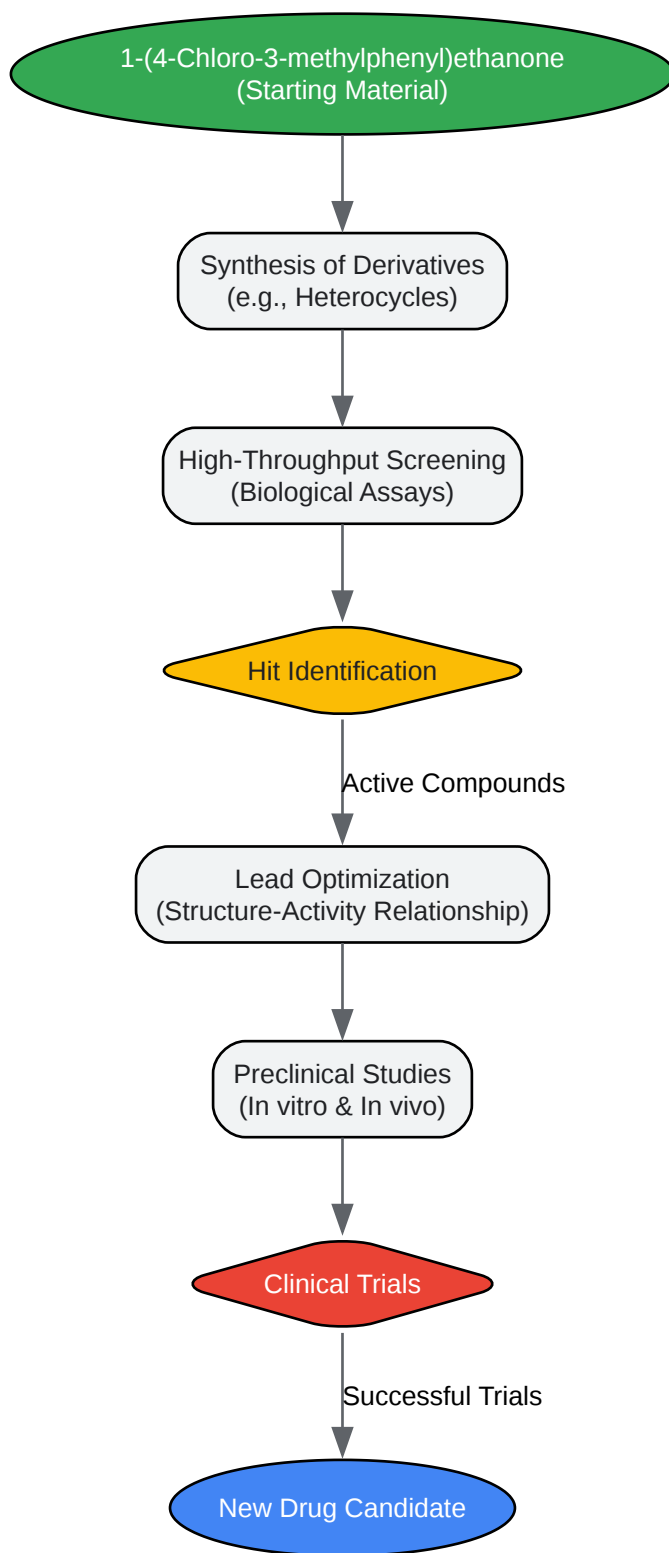 1-(4-Chloro-3-methylphenyl)ethanone
(Starting Material)
Synthesis of Derivatives
(e.g., Heterocycles)
High-Throughput Screening
(Biological Assays)
Hit Identification
Active Compounds
Lead Optimization
(Structure-Activity Relationship)
Preclinical Studies
(In vitro & In vivo)
Clinical Trials
Successful Trials
New Drug Candidate